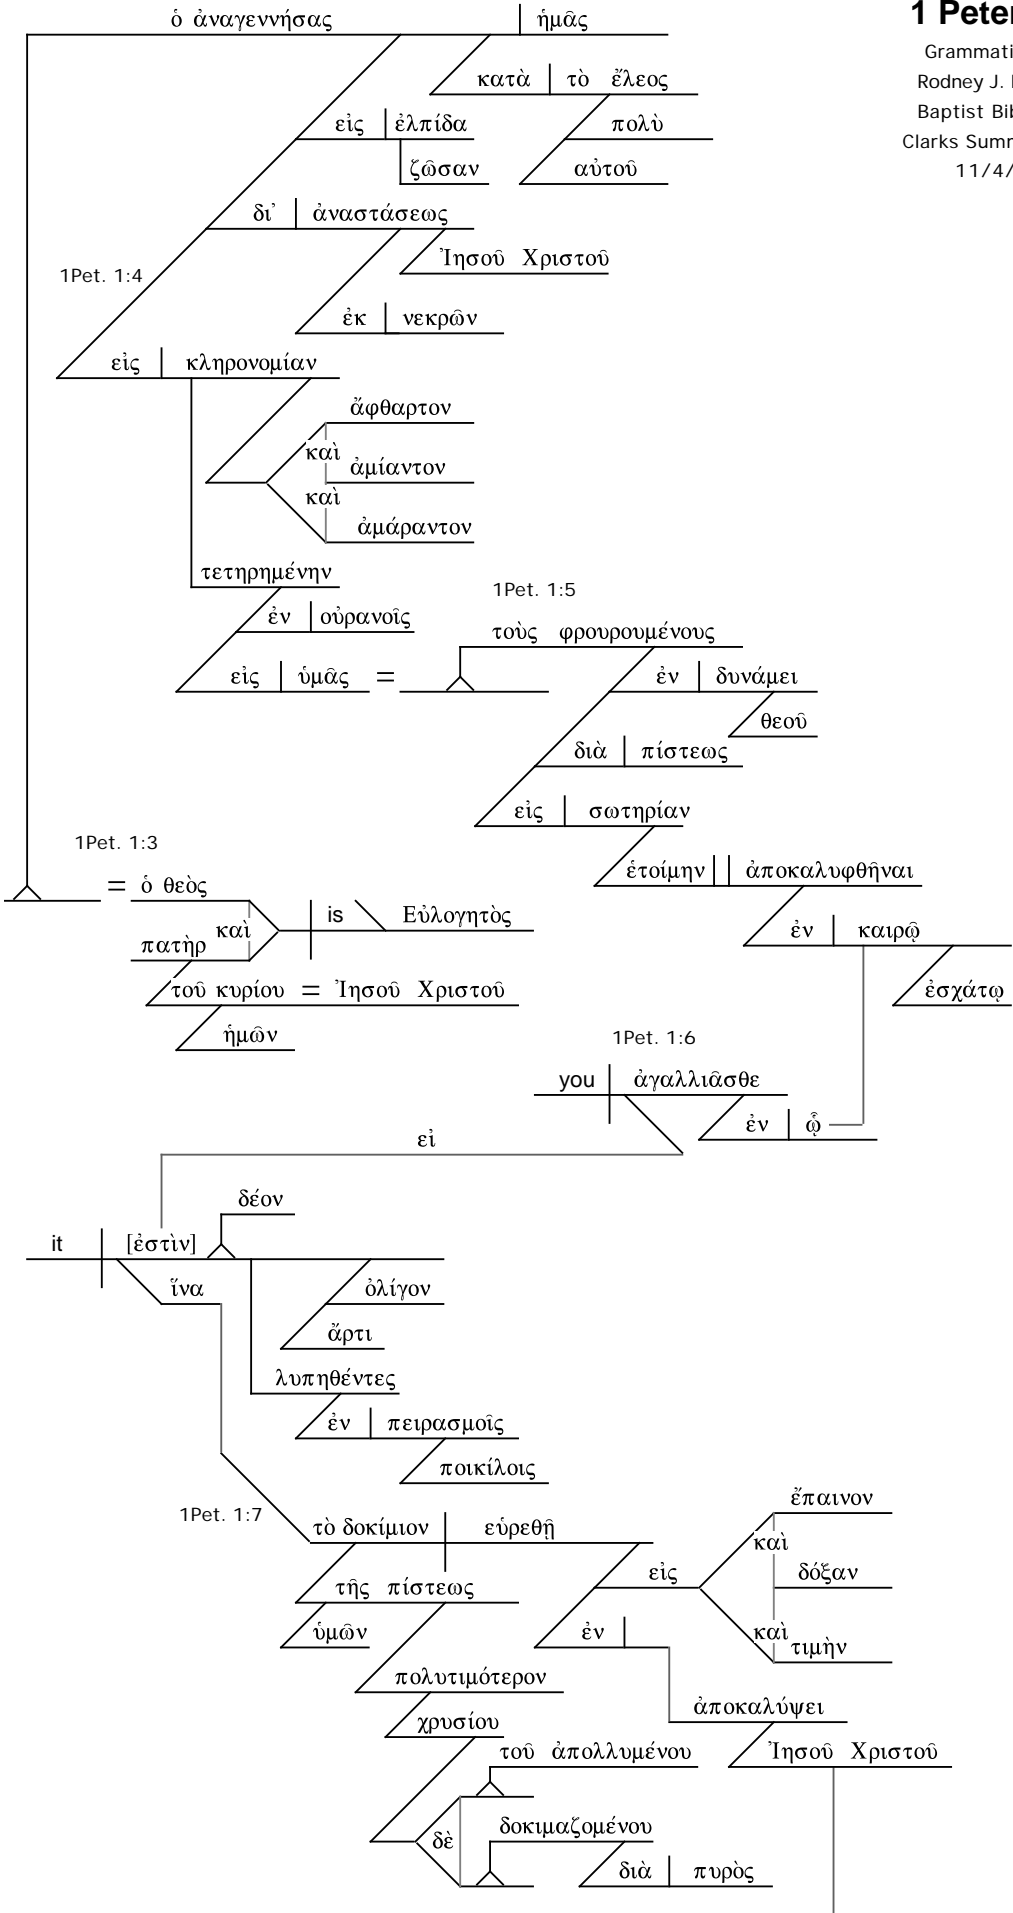 1 Peter
ὁ ἀναγεννήσας ἡμᾶς
Grammati
κατὰ τὸ ἔλεος
Rodney J.
εἰς ἐλπίδα πολὺ
Baptist Bib
Clarks Summ
ζῶσαν αὐτοῦ
11/4/
δι’ ἀναστάσεως
Ἰησοῦ Χριστοῦ
1Pet. 1:4
ἐκ νεκρῶν
εἰς κληρονομίαν
ἄφθαρτον
καὶ
ἀμίαντον
καὶ
ἀμάραντον
τετηρημένην
1Pet. 1:5
ἐν οὐρανοῖς
τοὺς φρουρουμένους
εἰς ὑμᾶς =
ἐν δυνάμει
θεοῦ
διὰ πίστεως
εἰς σωτηρίαν
1Pet. 1:3
ἑτοίμην ἀποκαλυφθῆναι
= ὁ θεὸς
is Εὐλογητὸς
καὶ
πατὴρ
ἐν καιρῷ
τοῦ κυρίου = Ἰησοῦ Χριστοῦ
ἐσχάτῳ
ἡμῶν
1Pet. 1:6
you ἀγαλλιᾶσθε
ἐν ᾧ
εἰ
δέον
it [ἐστὶν]
ἵνα ὀλίγον
ἄρτι
λυπηθέντες
ἐν πειρασμοῖς
ποικίλοις
1Pet. 1:7
ἔπαινον
τὸ δοκίμιον εὑρεθῇ
καὶ
εἰς δόξαν
τῆς πίστεως
ὑμῶν
ἐν
καὶ
τιμὴν
πολυτιμότερον
ἀποκαλύψει
χρυσίου
τοῦ ἀπολλυμένου
Ἰησοῦ Χριστοῦ
δοκιμαζομένου
δὲ
διὰ πυρὸς